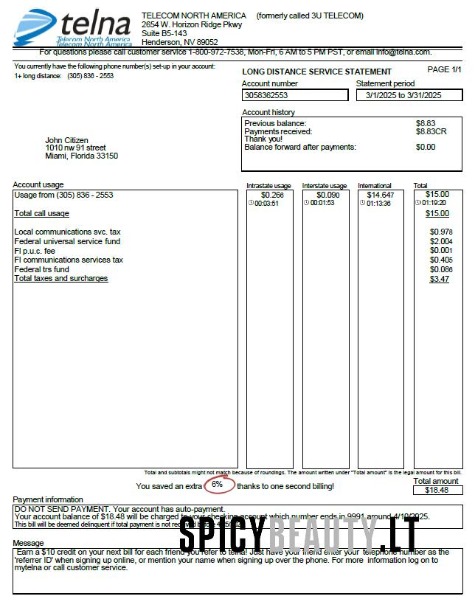 telna
Telecom North America
Telecom North America
TELECOM NORTH AMERICA (formerly called 3U TELECOM)
2654 W. Horizon Ridge Pkwy
Suite B5-143
Henderson, NV 89052
For questions please call customer service 1-800-972-7538, Mon-Fri, 6 AM to 5 PM PST, or email info@telna.com.
You currently have the following phone number(s) set-up in your account:
1+ long distance: (305) 836 - 2553
LONG DISTANCE SERVICE STATEMENT PAGE 1/1
Account number Statement period
3058362553 3/1/2025 to 3/31/2025
Account history
Previous balance: $8.83
Payments received: $8.83CR
Thank you!
Balance forward after payments: $0.00
John Citizen
1010 nw 91 street
Miami, Florida 33150
Account usage Intrastate usage Interstate usage International Total
Usage from (305) 836 - 2553 $0.266 $0.090 $14.647 $15.00
00:03:51 00:01:53 01:13:36 01:19:20
Total call usage $15.00
Local communications svc. tax $0.978
Federal universal service fund $2.004
Fl p.u.c. fee $0.001
Fl communications services tax $0.405
Federal trs fund $0.086
Total taxes and surcharges $3.47
Total and subtotals might not match because of roundings. The amount written under "Total amount" is the legal amount for this bill.
You saved an extra 6% thanks to one second billing!
Total amount
$18.48
Payment information
DO NOT SEND PAYMENT. Your account has auto-payment.
Your balance of $18.48 will be charged to your checking account which number ends in 9991 around 4/10/2025.
This bill will be deemed delinquent if total payment is not received before
SPICYBEAUTY.LT
Message
Earn a $10 credit on your next bill for each friend you refer to telna! Just have your friend enter your telephone number as the
'referrer ID' when signing up online, or mention your name when signing up over the phone. For more information log on to
mytelna or call customer service.